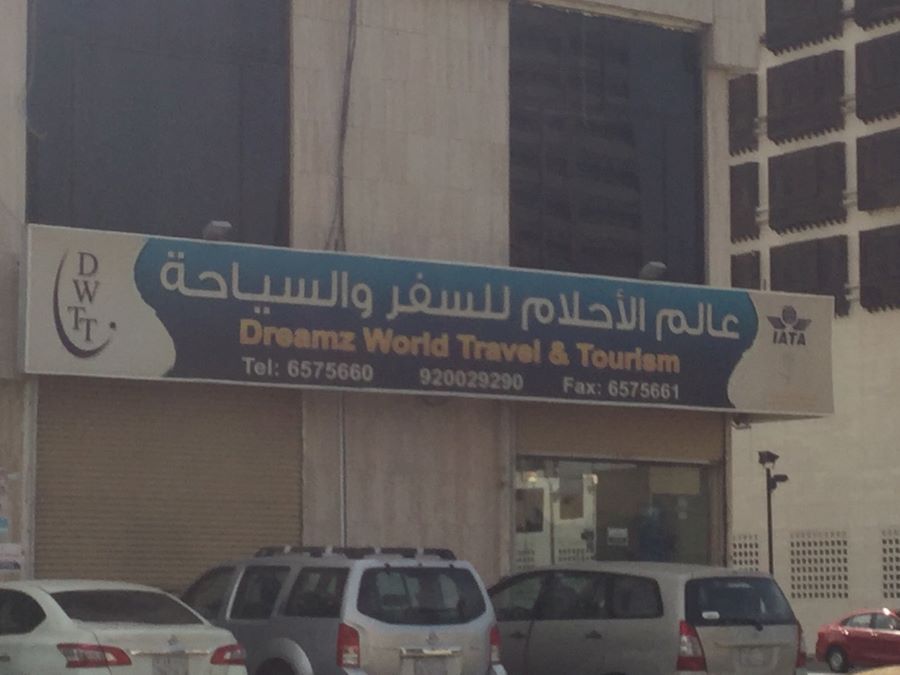 DWTT
عالم الأحلام للسفر والسياحة
Dreamz World Travel & Tourism
Tel: 6575660 920029290 Fax: 6575661
IATA